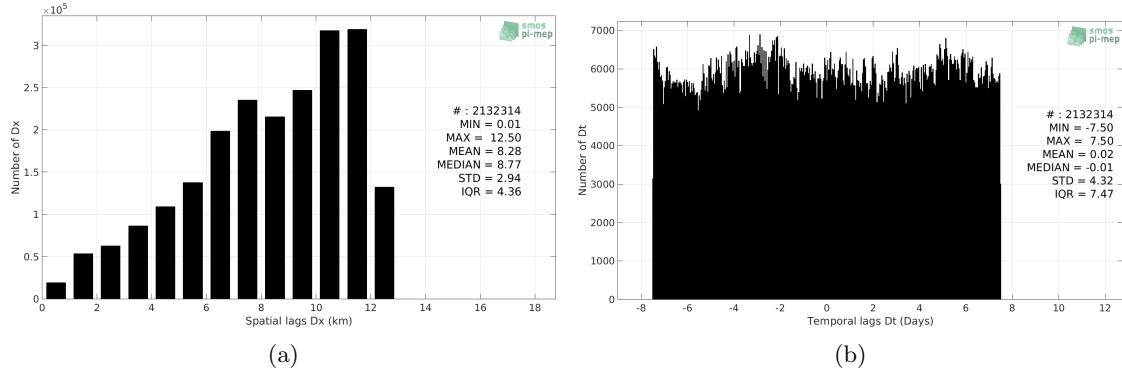 ×10⁵
smos
pi-mep
3
2.5
2
1.5
1
0.5
0
Number of Dx
# : 2132314
MIN = 0.01
MAX = 12.50
MEAN = 8.28
MEDIAN = 8.77
STD = 2.94
IQR = 4.36
0 2 4 6 8 10 12 14 16 18
Spatial lags Dx (km)
(a)
smos
pi-mep
7000
6000
5000
4000
3000
2000
1000
0
Number of Dt
# : 2132314
MIN = -7.50
MAX = 7.50
MEAN = 0.02
MEDIAN = -0.01
STD = 4.32
IQR = 7.47
-8 -6 -4 -2 0 2 4 6 8 10 12
Temporal lags Dt (Days)
(b)